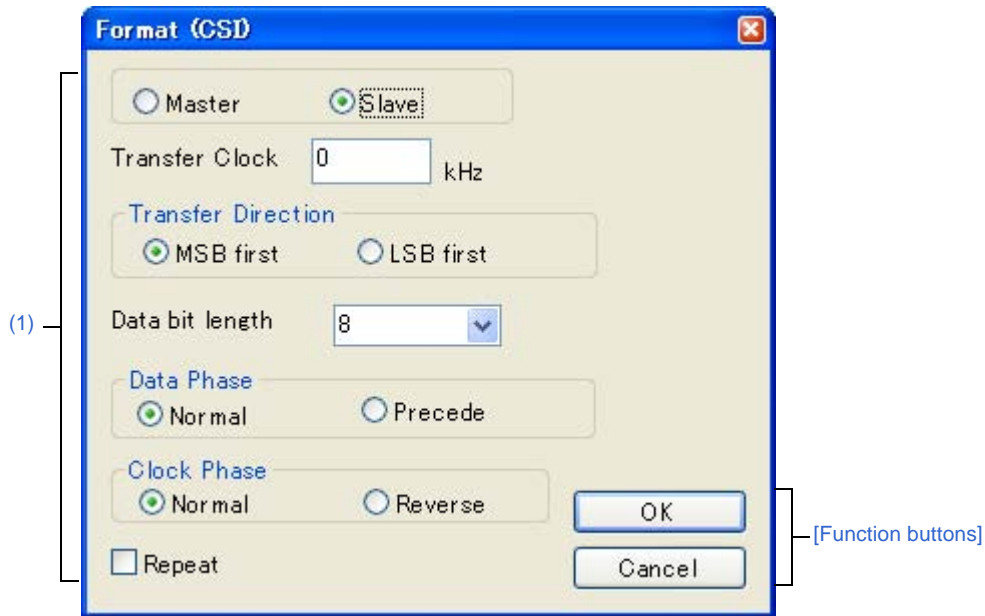 Format (CSI)
Master Slave
Transfer Clock 0 kHz
Transfer Direction
MSB first LSB first
(1)
Data bit length 8
Data Phase
Normal Precede
Clock Phase
Normal Reverse
OK
[Function buttons]
Repeat
Cancel